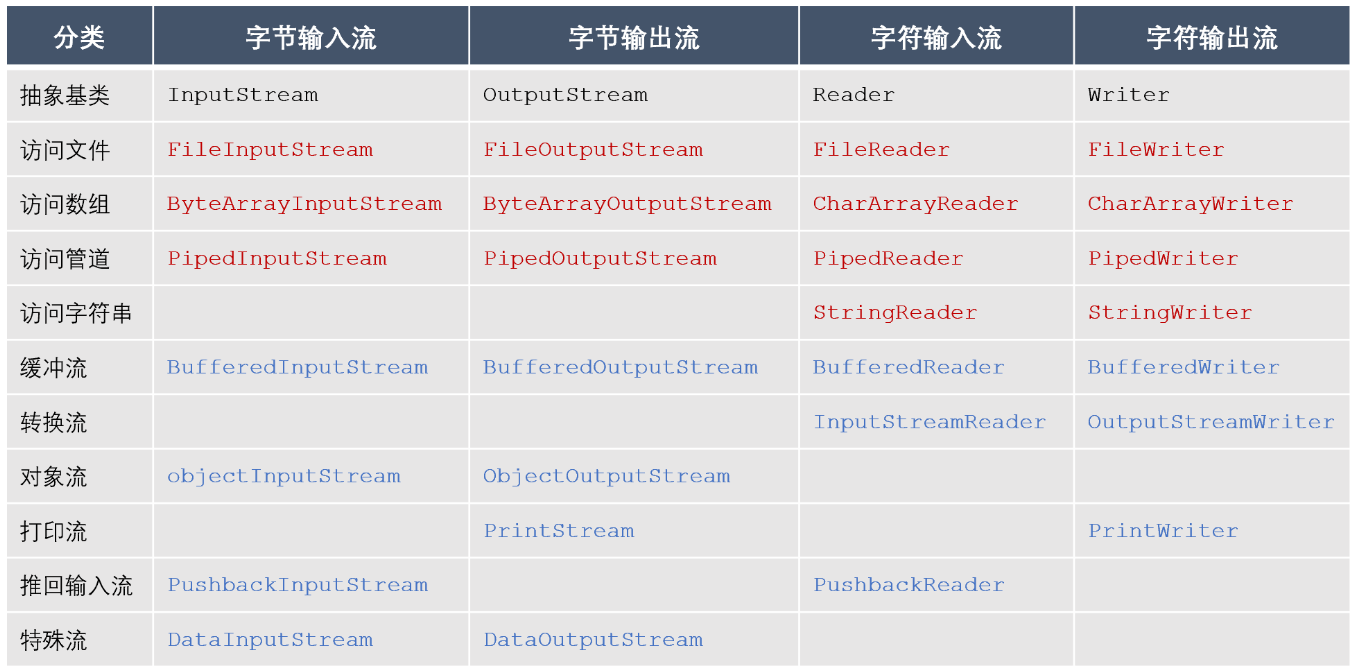 分类 字节输入流 字节输出流 字符输入流 字符输出流
抽象基类 InputStream OutputStream Reader Writer
访问文件 FileInputStream FileOutputStream FileReader FileWriter
访问数组 ByteArrayInputStream ByteArrayOutputStream CharArrayReader CharArrayWriter
访问管道 PipedInputStream PipedOutputStream PipedReader PipedWriter
访问字符串 StringReader StringWriter
缓冲流 BufferedInputStream BufferedOutputStream BufferedReader BufferedWriter
转换流 InputStreamReader OutputStreamWriter
对象流 objectInputStream ObjectOutputStream
打印流 PrintStream PrintWriter
推回输入流 PushbackInputStream PushbackReader
特殊流 DataInputStream DataOutputStream